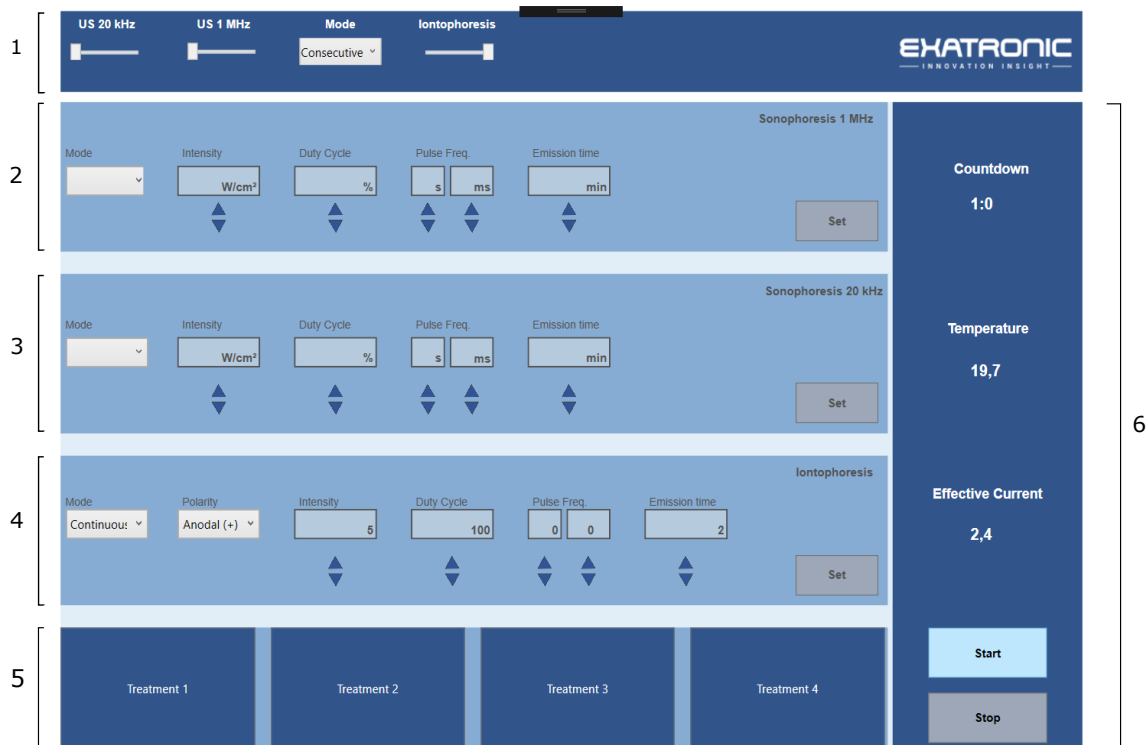 US 20 kHz US 1 MHz Mode Iontophoresis
Consecutive
EXATRONIC
INNOVATION INSIGHT
1
Sonophoresis 1 MHz
Mode Intensity Duty Cycle Pulse Freq. Emission time
W/cm² % s ms min
Set
2
Sonophoresis 20 kHz
Mode Intensity Duty Cycle Pulse Freq. Emission time
W/cm² % s ms min
Set
3
Iontophoresis
Mode Polarity Intensity Duty Cycle Pulse Freq. Emission time
Continuous Anodal (+) 5 100 0 0 2
Set
4
Treatment 1 Treatment 2 Treatment 3 Treatment 4
5
Countdown
1:0
Temperature
19,7
Effective Current
2,4
Start
Stop
6